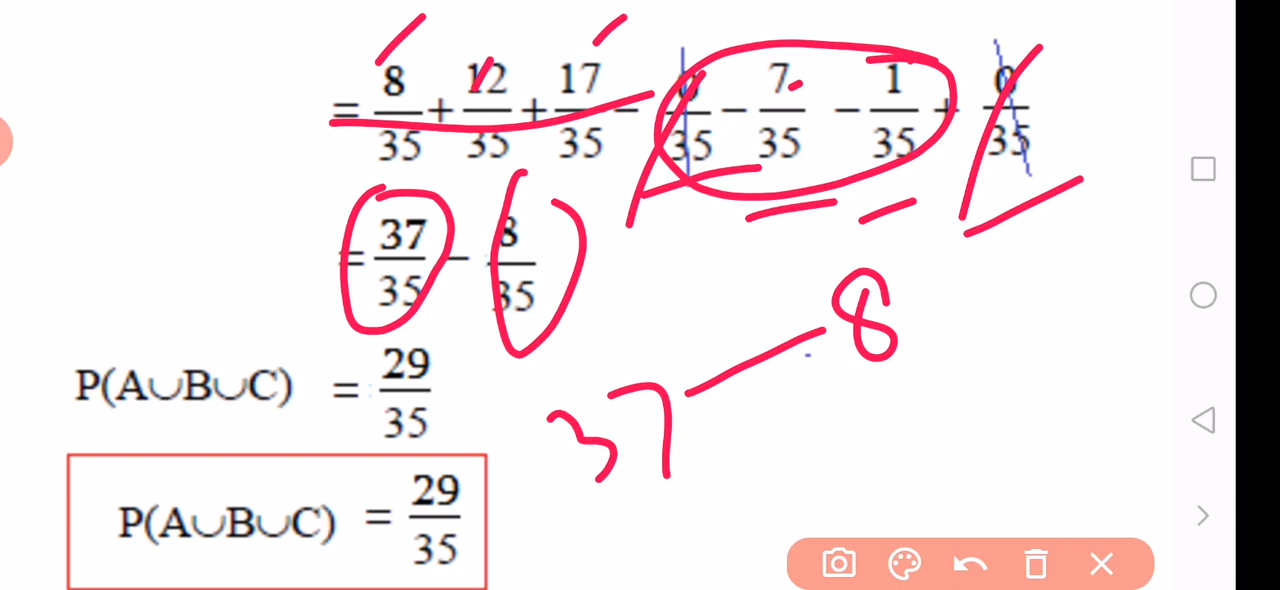 = 8/35 + 12/35 + 17/35 - 0/35 - 7/35 - 1/35 + 0/35
= 37/35 - 8/35
37 - 8
P(A∪B∪C) = 29/35
P(A∪B∪C) = 29/35